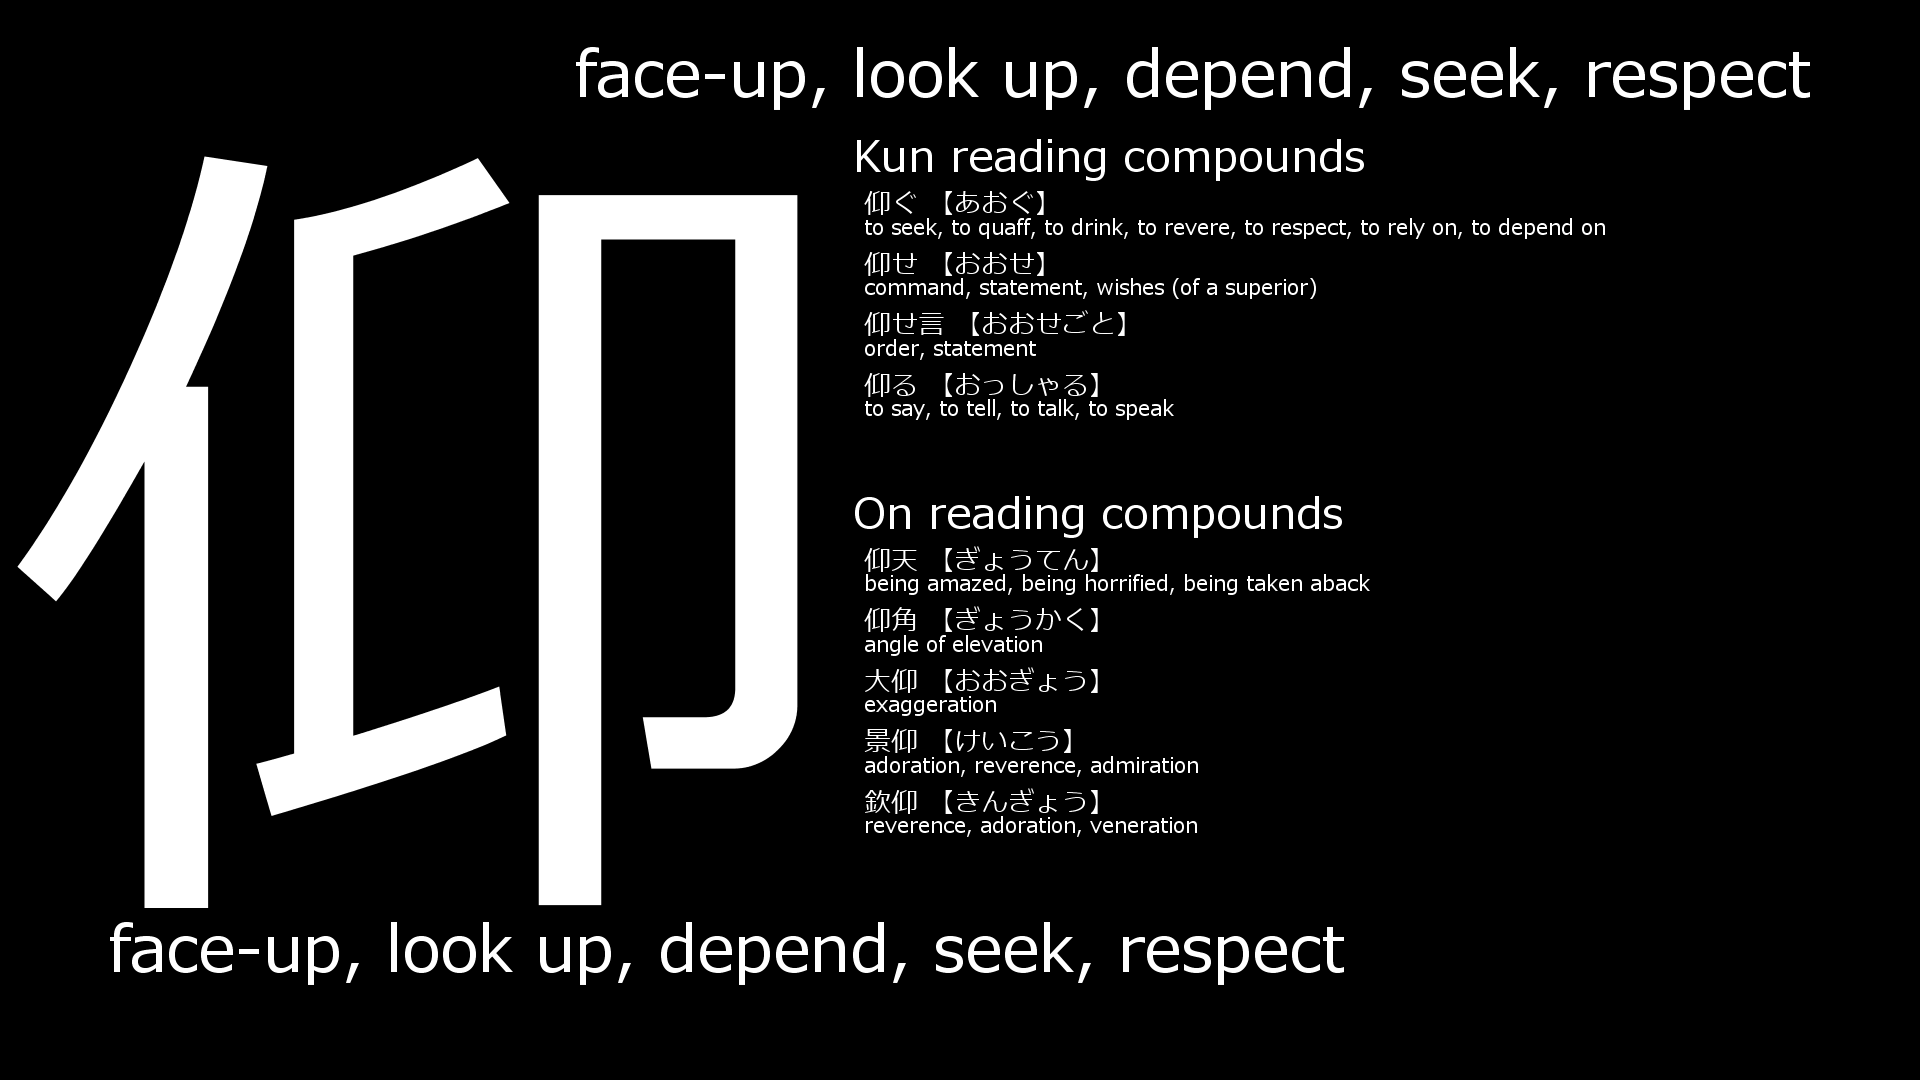 face-up, look up, depend, seek, respect
仰
Kun reading compounds
仰ぐ 【あおぐ】
to seek, to quaff, to drink, to revere, to respect, to rely on, to depend on
仰せ 【おおせ】
command, statement, wishes (of a superior)
仰せ言 【おおせごと】
order, statement
仰る 【おっしゃる】
to say, to tell, to talk, to speak
On reading compounds
仰天 【ぎょうてん】
being amazed, being horrified, being taken aback
仰角 【ぎょうかく】
angle of elevation
大仰 【おおぎょう】
exaggeration
景仰 【けいこう】
adoration, reverence, admiration
欽仰 【きんぎょう】
reverence, adoration, veneration
face-up, look up, depend, seek, respect